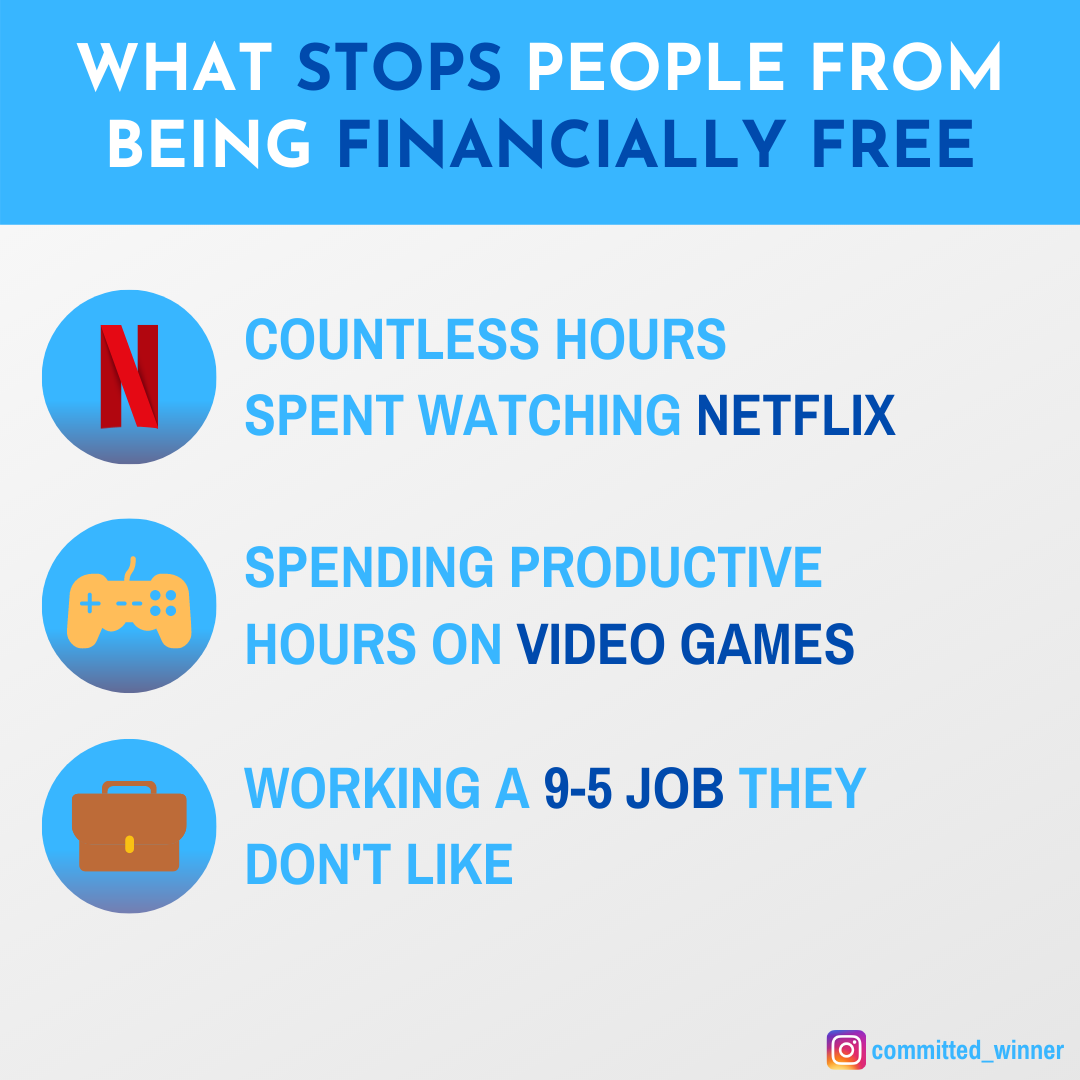 WHAT STOPS PEOPLE FROM
BEING FINANCIALLY FREE
N
COUNTLESS HOURS
SPENT WATCHING NETFLIX
SPENDING PRODUCTIVE
HOURS ON VIDEO GAMES
WORKING A 9-5 JOB THEY
DON'T LIKE
committed_winner